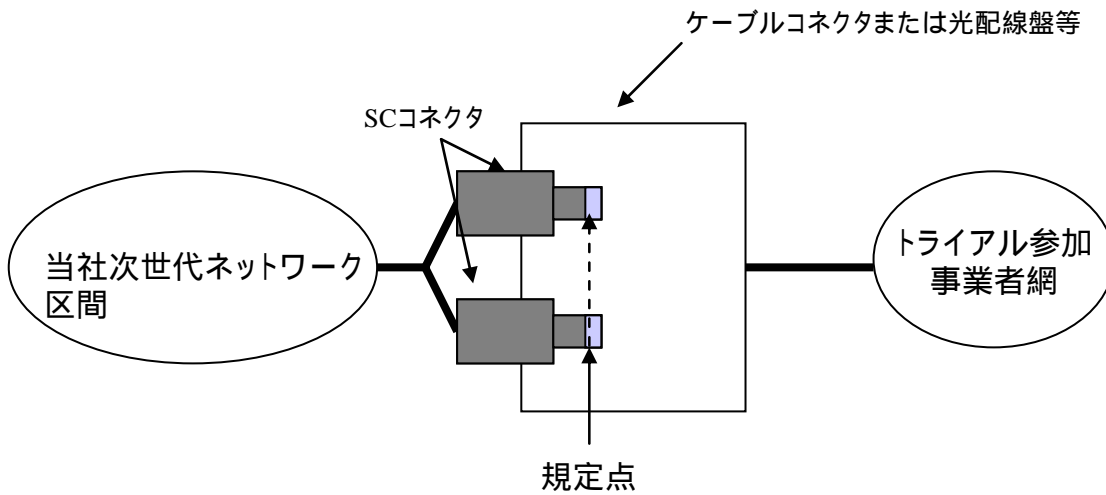 ケーブルコネクタまたは光配線盤等
SCコネクタ
当社次世代ネットワーク
区間
トライアル参加
事業者網
規定点